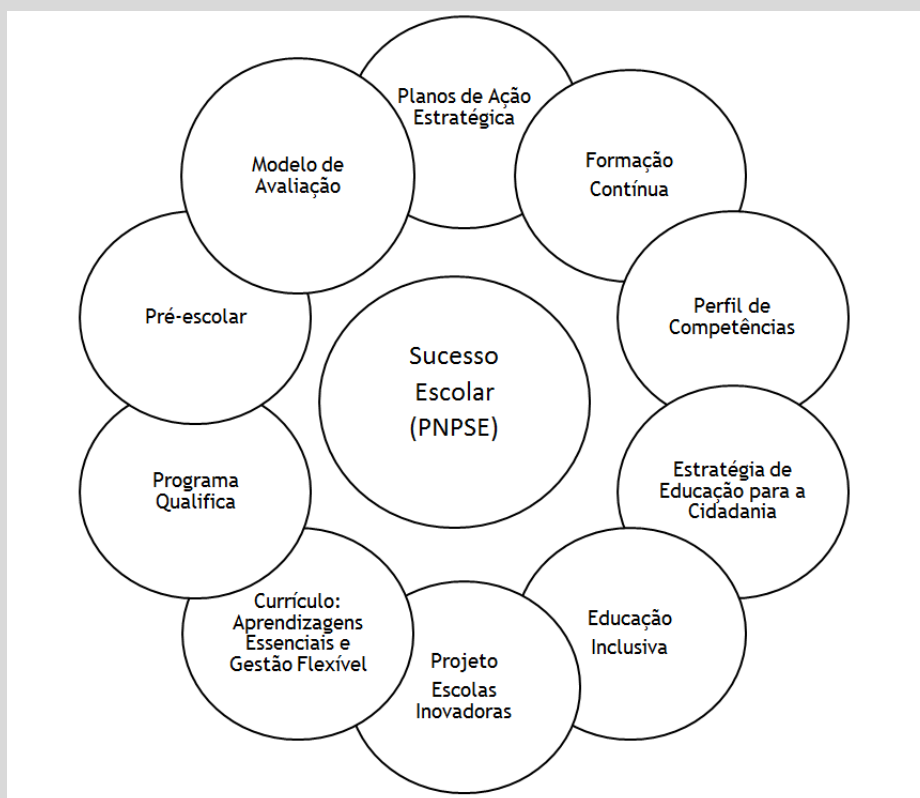 Planos de Ação
Estratégica
Formação
Contínua
Perfil de
Competências
Estratégia de
Educação para a
Cidadania
Educação
Inclusiva
Projeto
Escolas
Inovadoras
Currículo:
Aprendizagens
Essenciais e
Gestão Flexível
Programa
Qualifica
Pré-escolar
Modelo de
Avaliação
Sucesso
Escolar
(PNPSE)